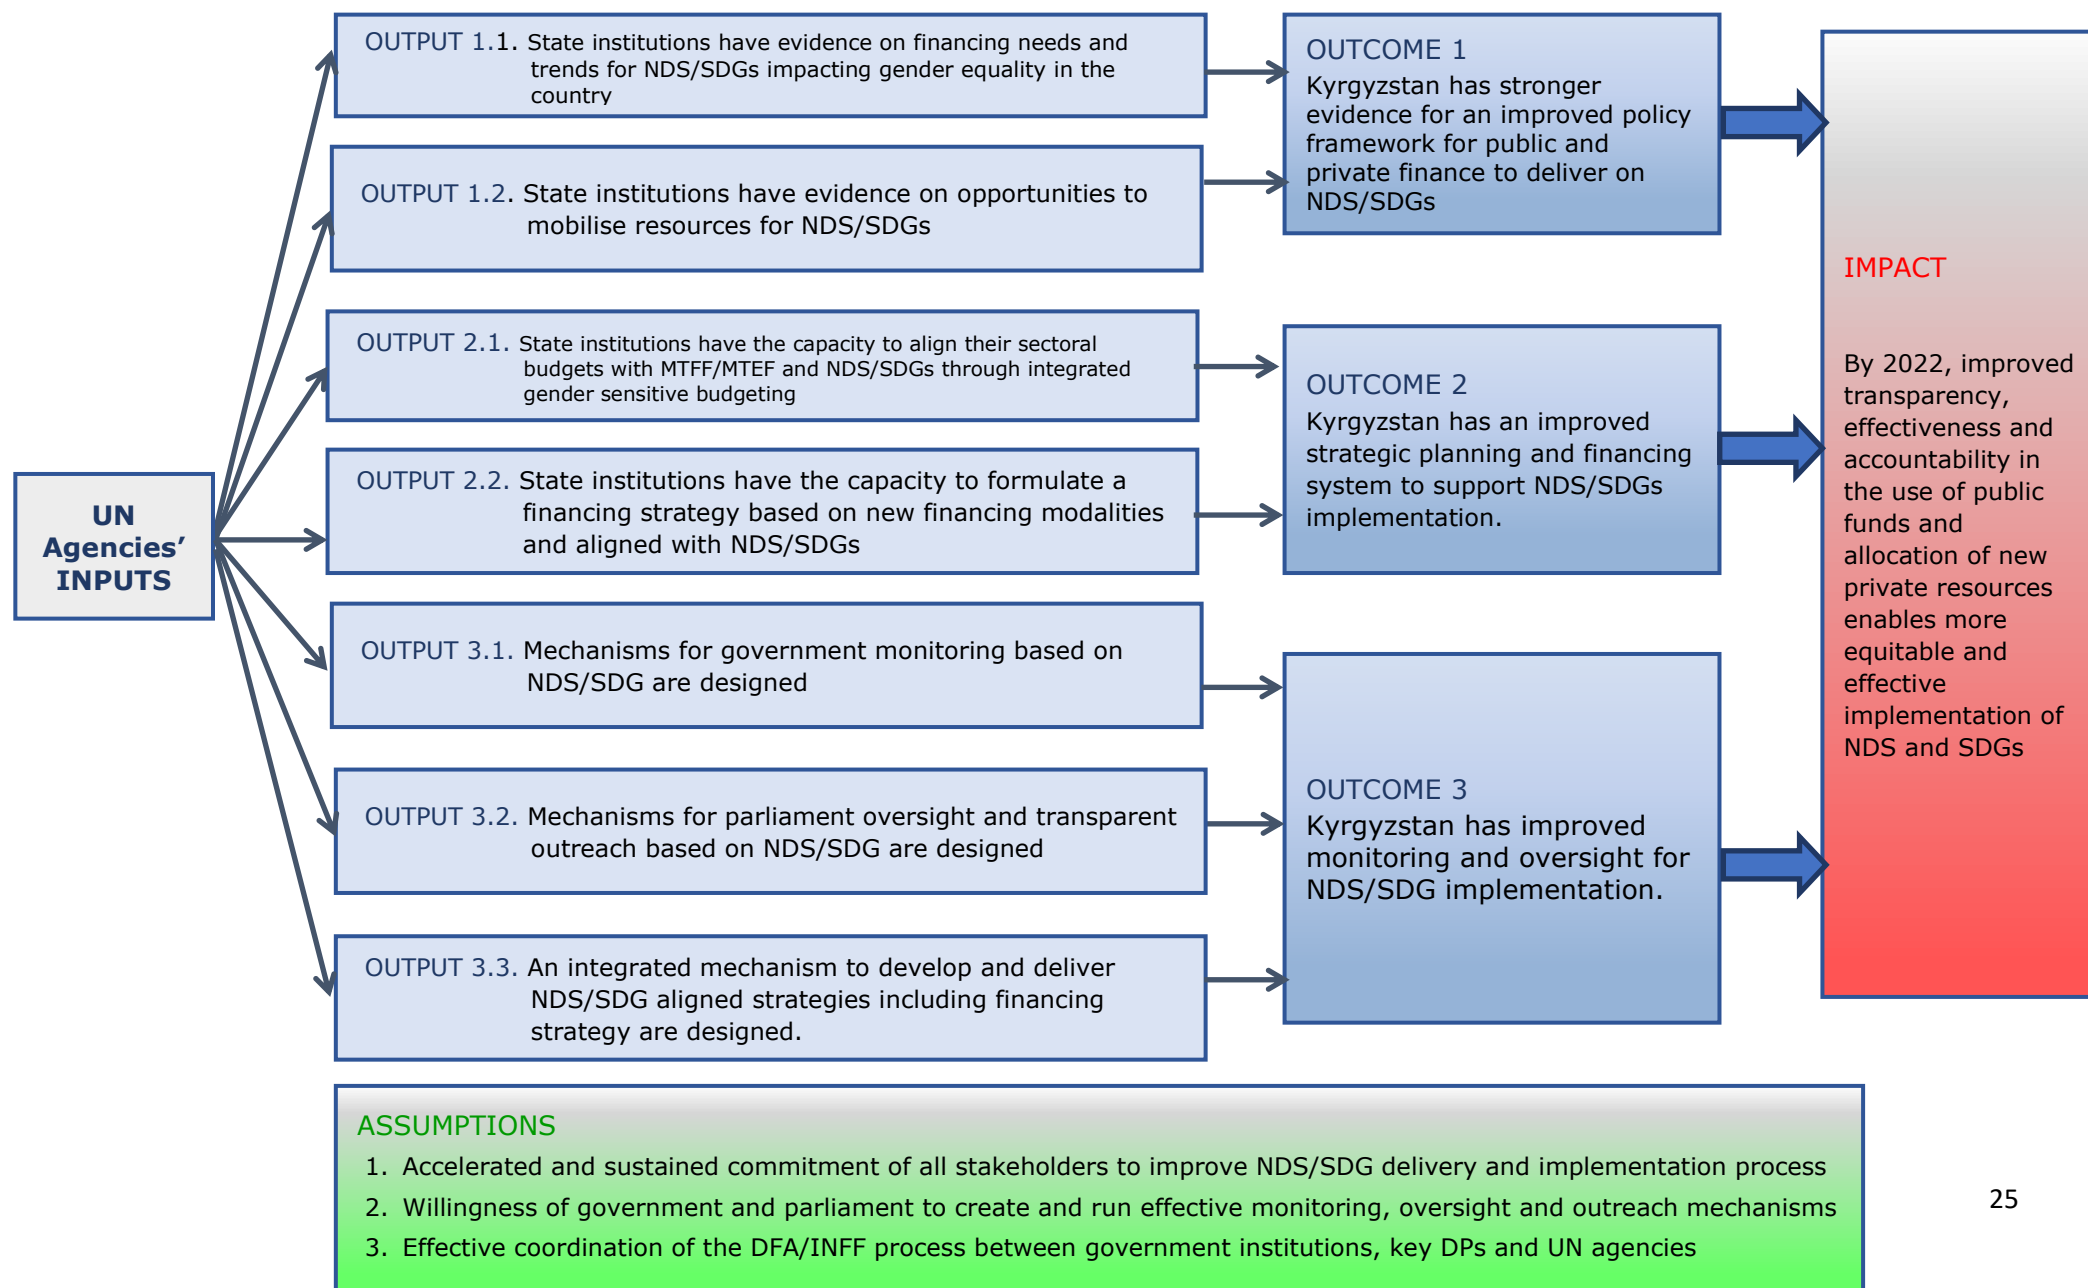 UN
Agencies’
INPUTS
OUTPUT 1.1. State institutions have evidence on financing needs and
trends for NDS/SDGs impacting gender equality in the
country
OUTPUT 1.2. State institutions have evidence on opportunities to
mobilise resources for NDS/SDGs
OUTPUT 2.1. State institutions have the capacity to align their sectoral
budgets with MTFF/MTEF and NDS/SDGs through integrated
gender sensitive budgeting
OUTPUT 2.2. State institutions have the capacity to formulate a
financing strategy based on new financing modalities
and aligned with NDS/SDGs
OUTPUT 3.1. Mechanisms for government monitoring based on
NDS/SDG are designed
OUTPUT 3.2. Mechanisms for parliament oversight and transparent
outreach based on NDS/SDG are designed
OUTPUT 3.3. An integrated mechanism to develop and deliver
NDS/SDG aligned strategies including financing
strategy are designed.
OUTCOME 1
Kyrgyzstan has stronger
evidence for an improved policy
framework for public and
private finance to deliver on
NDS/SDGs
OUTCOME 2
Kyrgyzstan has an improved
strategic planning and financing
system to support NDS/SDGs
implementation.
OUTCOME 3
Kyrgyzstan has improved
monitoring and oversight for
NDS/SDG implementation.
IMPACT
By 2022, improved
transparency,
effectiveness and
accountability in
the use of public
funds and
allocation of new
private resources
enables more
equitable and
effective
implementation of
NDS and SDGs
ASSUMPTIONS
1. Accelerated and sustained commitment of all stakeholders to improve NDS/SDG delivery and implementation process
2. Willingness of government and parliament to create and run effective monitoring, oversight and outreach mechanisms
3. Effective coordination of the DFA/INFF process between government institutions, key DPs and UN agencies
25